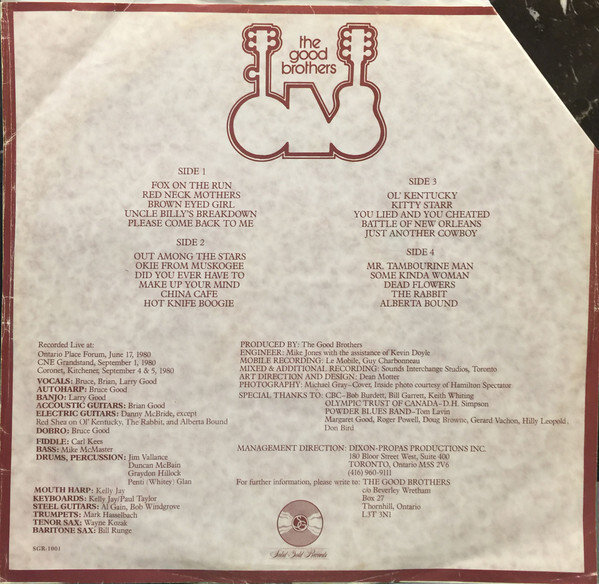 the
good
brothers
LIVE
SIDE 1
FOX ON THE RUN
RED NECK MOTHERS
BROWN EYED GIRL
UNCLE BILLY'S BREAKDOWN
PLEASE COME BACK TO ME
SIDE 2
OUT AMONG THE STARS
OKIE FROM MUSKOGEE
DID YOU EVER HAVE TO
MAKE UP YOUR MIND
CHINA CAFE
HOT KNIFE BOOGIE
SIDE 3
OL' KENTUCKY
KITTY STARR
YOU LIED AND YOU CHEATED
BATTLE OF NEW ORLEANS
JUST ANOTHER COWBOY
SIDE 4
MR. TAMBOURINE MAN
SOME KINDA WOMAN
DEAD FLOWERS
THE RABBIT
ALBERTA BOUND
Recorded Live at:
Ontario Place Forum, June 17, 1980
CNE Grandstand, September 1, 1980
Coronet, Kitchener, September 4 & 5, 1980
VOCALS: Bruce, Brian, Larry Good
AUTOHARP: Bruce Good
BANJO: Larry Good
ACCOUSTIC GUITARS: Brian Good
ELECTRIC GUITARS: Danny McBride, except
Red Shea on Ol' Kentucky, The Rabbit, and Alberta Bound
DOBRO: Bruce Good
FIDDLE: Carl Kees
BASS: Mike McMaster
DRUMS, PERCUSSION: Jim Vallance
Duncan McBain
Graydon Hillock
Penti (Whitey) Glan
MOUTH HARP: Kelly Jay
KEYBOARDS: Kelly Jay/Paul Taylor
STEEL GUITARS: Al Gain, Bob Windgrove
TRUMPETS: Mark Hasselbach
TENOR SAX: Wayne Kozak
BARITONE SAX: Bill Runge
SGR-1001
PRODUCED BY: The Good Brothers
ENGINEER: Mike Jones with the assistance of Kevin Doyle
MOBILE RECORDING: Le Mobile, Guy Charbonneau
MIXED & ADDITIONAL RECORDING: Sounds Interchange Studios, Toronto
ART DIRECTION AND DESIGN: Dean Motter
PHOTOGRAPHY: Michael Gray-Cover, Inside photo courtesy of Hamilton Spectator
SPECIAL THANKS TO: CBC-Bob Burdett, Bill Garrett, Keith Whiting
OLYMPIC TRUST OF CANADA-D.H. Simpson
POWDER BLUES BAND-Tom Lavin
Margaret Good, Roger Powell, Doug Browne, Gerard Vachon, Hilly Leopold
Don Bird
MANAGEMENT DIRECTION: DIXON-PROPAS PRODUCTIONS INC.
180 Bloor Street West, Suite 400
TORONTO, Ontario M5S 2V6
(416) 960-9111
For further information, please write to: THE GOOD BROTHERS
c/o Beverley Wretham
Box 27
Thornhill, Ontario
L3T 3N1
Solid Gold Records